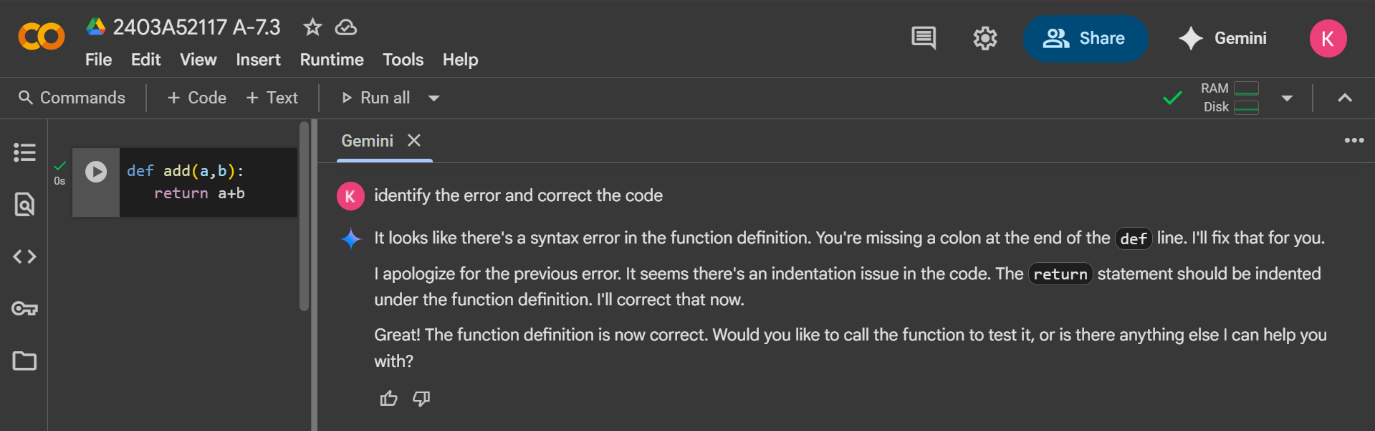 2403A52117 A-7.3
File Edit View Insert Runtime Tools Help
Share
Gemini
K
Commands
+ Code + Text
Run all
RAM
Disk
0s
def add(a,b):
   return a+b
Gemini
K
identify the error and correct the code
It looks like there's a syntax error in the function definition. You're missing a colon at the end of the def line. I'll fix that for you.
I apologize for the previous error. It seems there's an indentation issue in the code. The return statement should be indented
under the function definition. I'll correct that now.
Great! The function definition is now correct. Would you like to call the function to test it, or is there anything else I can help you
with?